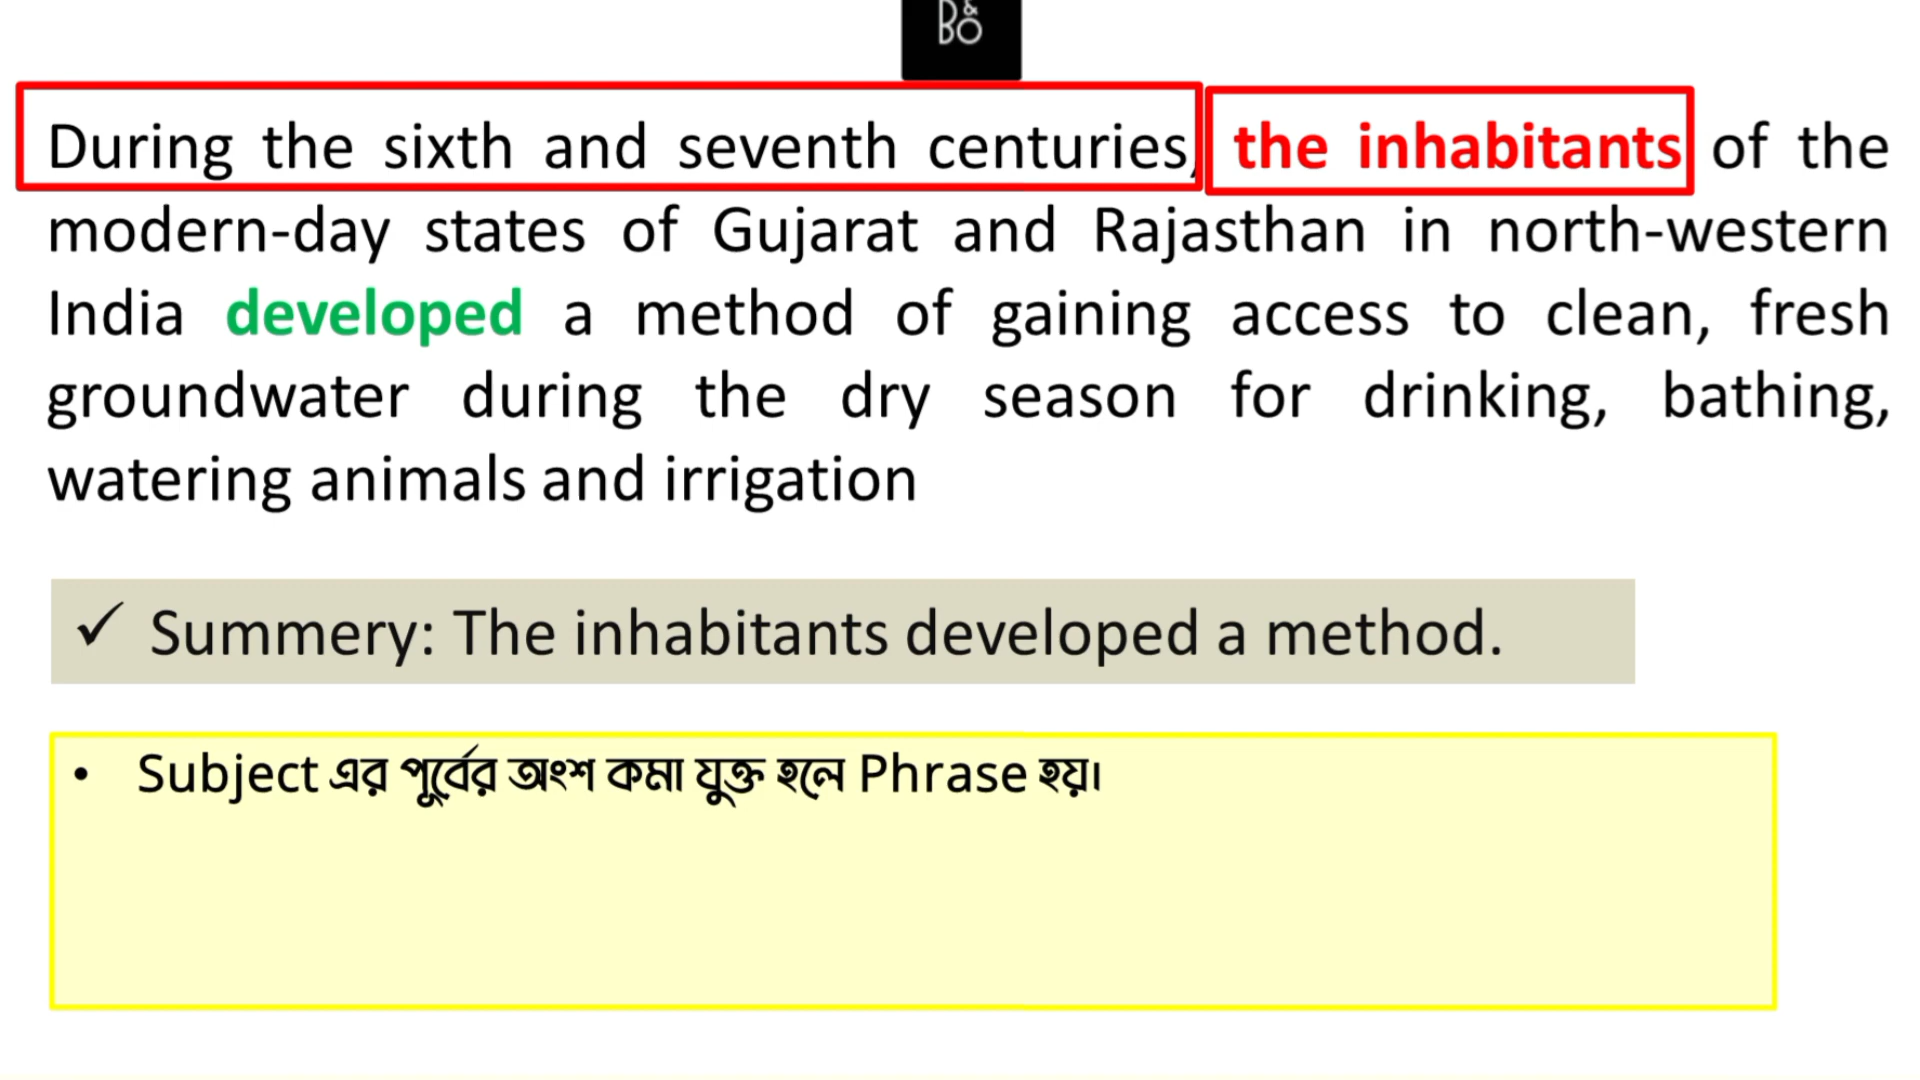 B&O
During the sixth and seventh centuries, the inhabitants of the
modern-day states of Gujarat and Rajasthan in north-western
India developed a method of gaining access to clean, fresh
groundwater during the dry season for drinking, bathing,
watering animals and irrigation
✓ Summery: The inhabitants developed a method.
• Subject এর পূর্বের অংশ কমা যুক্ত হলে Phrase হয়।